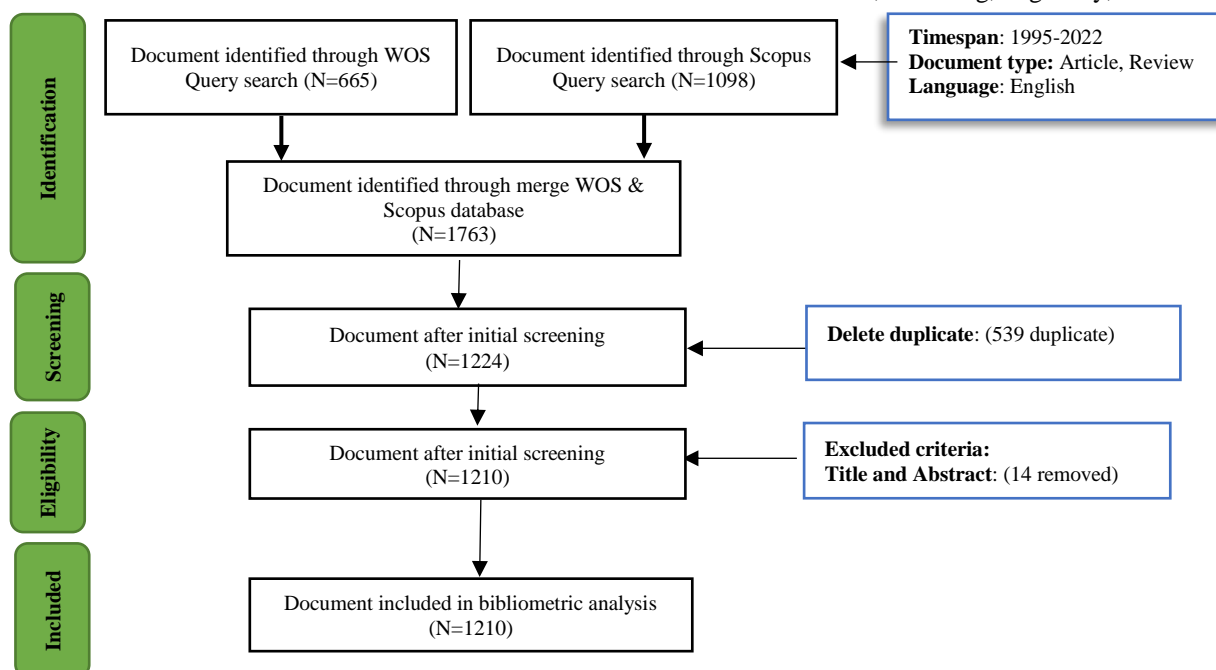 Identification
Document identified through WOS
Query search (N=665)
Document identified through Scopus
Query search (N=1098)
Timespan: 1995-2022
Document type: Article, Review
Language: English
Document identified through merge WOS &
Scopus database
(N=1763)
Screening
Document after initial screening
(N=1224)
Delete duplicate: (539 duplicate)
Eligibility
Document after initial screening
(N=1210)
Excluded criteria:
Title and Abstract: (14 removed)
Included
Document included in bibliometric analysis
(N=1210)